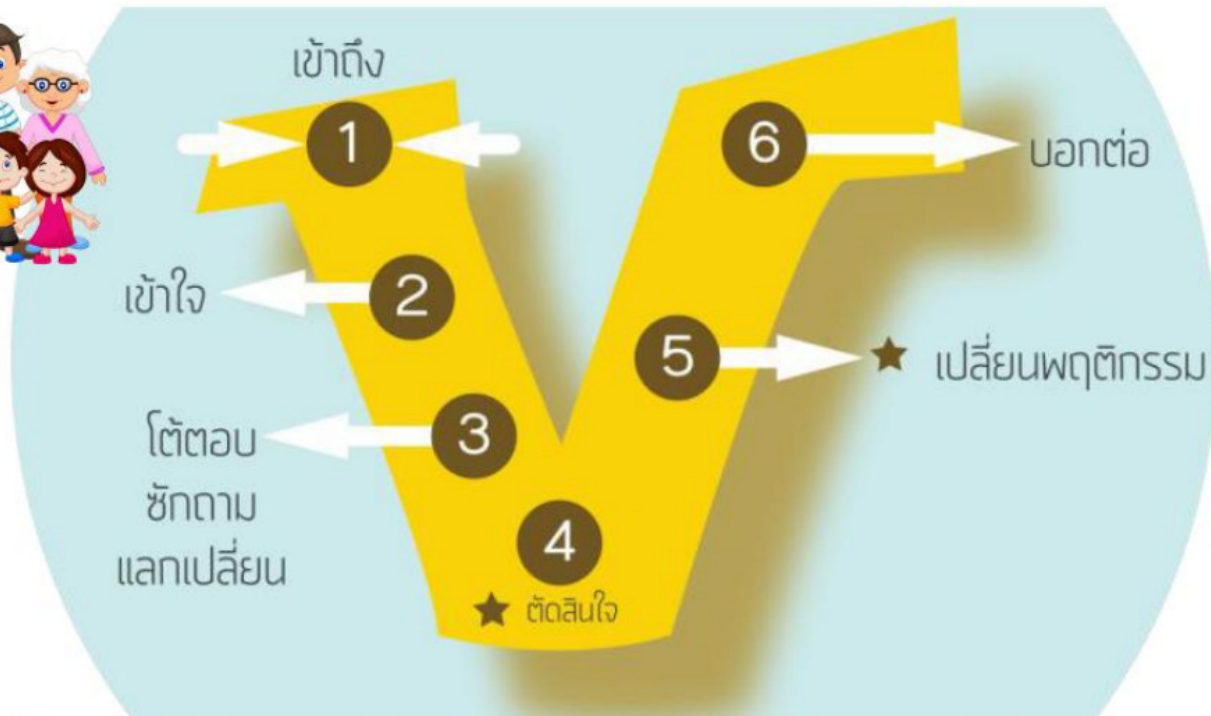 เข้าถึง
1
2
เข้าใจ
3
โต้ตอบ
ซักถาม
แลกเปลี่ยน
4
★ ตัดสินใจ
5
★ เปลี่ยนพฤติกรรม
6
บอกต่อ